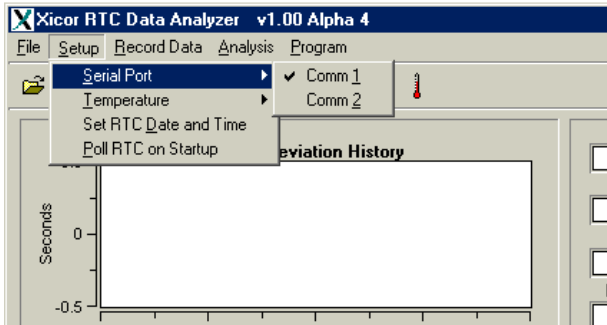 Xicor RTC Data Analyzer v1.00 Alpha 4
File Setup Record Data Analysis Program
Serial Port
Comm 1
Temperature
Comm 2
Set RTC Date and Time
Poll RTC on Startup
eviation History
Seconds
0
-0.5